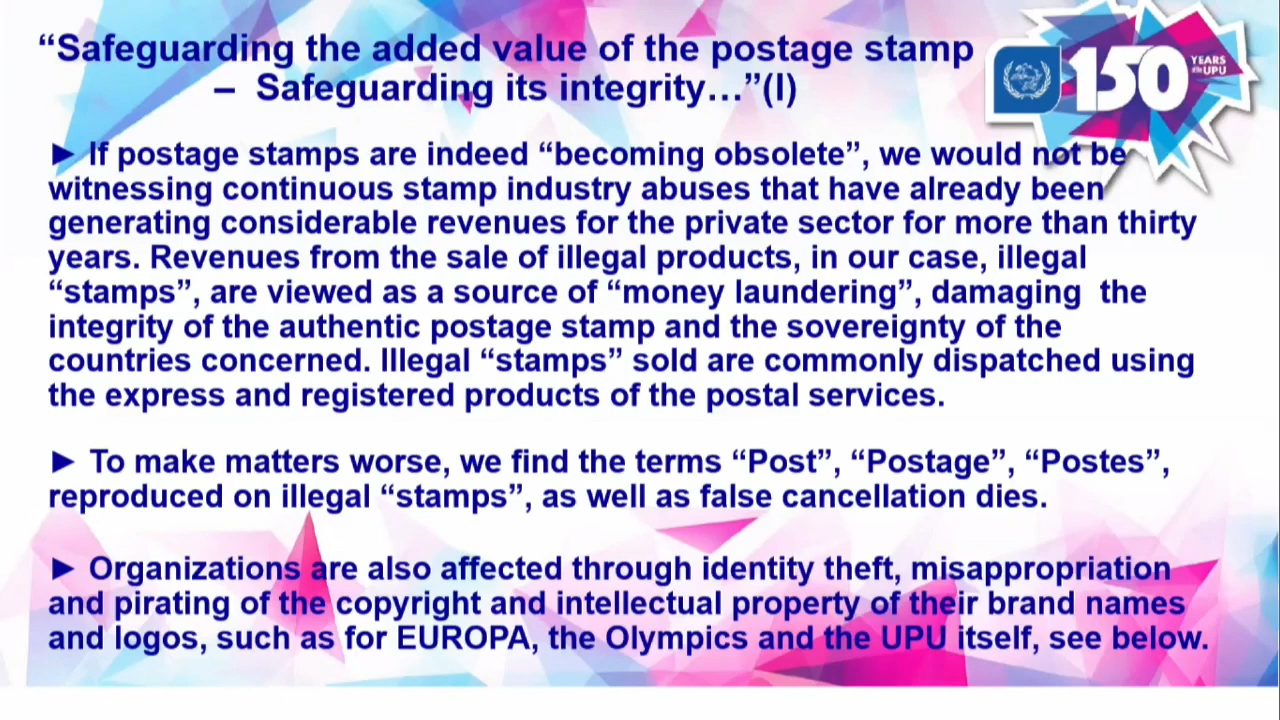 “Safeguarding the added value of the postage stamp
– Safeguarding its integrity…”(I)
150
YEARS
of the UPU
► If postage stamps are indeed “becoming obsolete”, we would not be
witnessing continuous stamp industry abuses that have already been
generating considerable revenues for the private sector for more than thirty
years. Revenues from the sale of illegal products, in our case, illegal
“stamps”, are viewed as a source of “money laundering”, damaging the
integrity of the authentic postage stamp and the sovereignty of the
countries concerned. Illegal “stamps” sold are commonly dispatched using
the express and registered products of the postal services.
► To make matters worse, we find the terms “Post”, “Postage”, “Postes”,
reproduced on illegal “stamps”, as well as false cancellation dies.
► Organizations are also affected through identity theft, misappropriation
and pirating of the copyright and intellectual property of their brand names
and logos, such as for EUROPA, the Olympics and the UPU itself, see below.